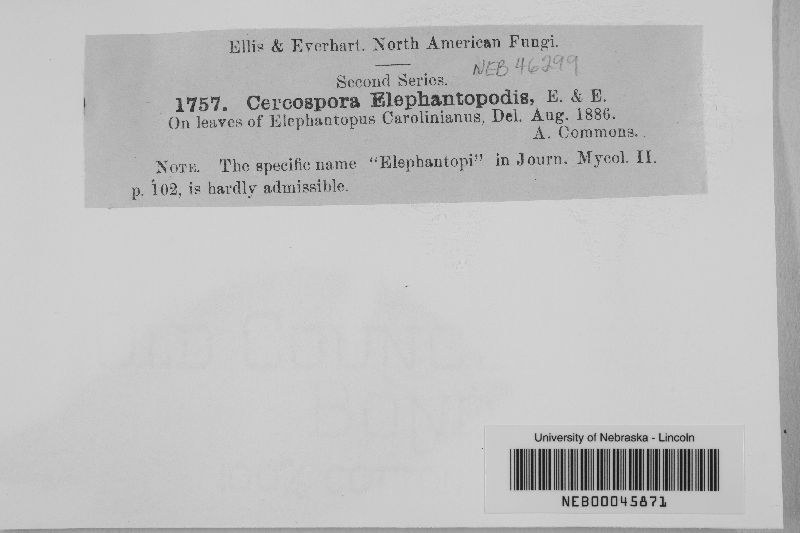 Ellis & Everhart. North American Fungi.
Second Series.
NEB 46299
1757. Cercospora Elephantopodis, E. & E.
On leaves of Elephantopus Carolinianus, Del. Aug. 1886.
A. Commons.
NOTE. The specific name "Elephantopi" in Journ. Mycol. II.
p. 102, is hardly admissible.
University of Nebraska - Lincoln
NEB00045871